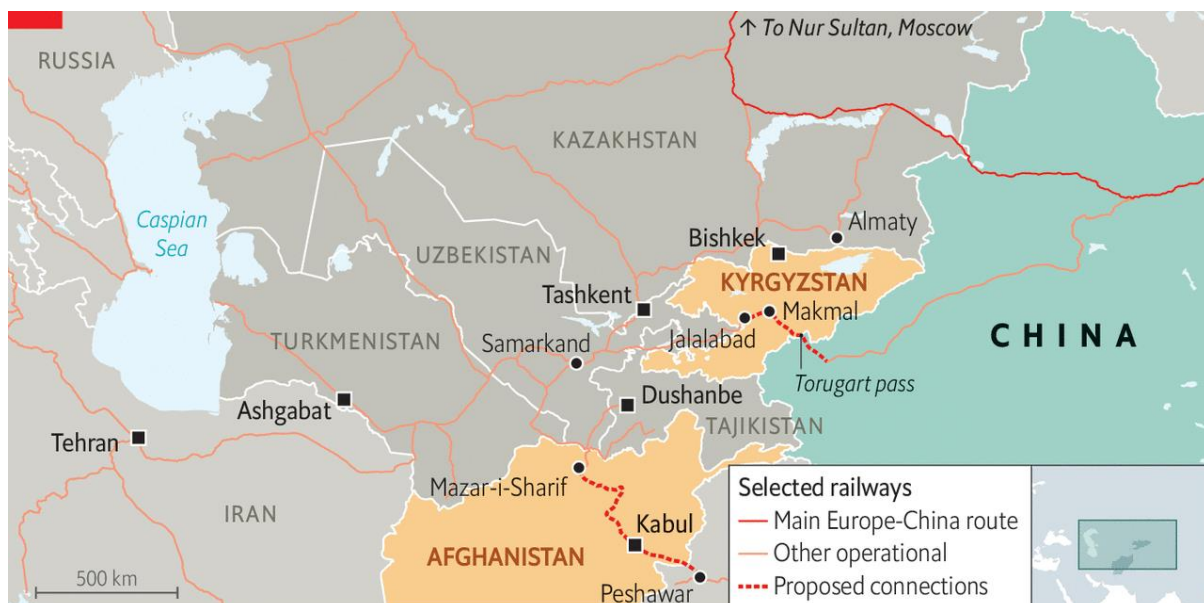 ↑ To Nur Sultan, Moscow
RUSSIA
KAZAKHSTAN
Caspian
Sea
Almaty
Bishkek
UZBEKISTAN
KYRGYZSTAN
Tashkent
Makmal
TURKMENISTAN
Samarkand
Jalalabad
CHINA
Torugart pass
Ashgabat
Dushanbe
TAJIKISTAN
Tehran
Mazar-i-Sharif
IRAN
Kabul
AFGHANISTAN
Peshawar
500 km
Selected railways
Main Europe-China route
Other operational
Proposed connections